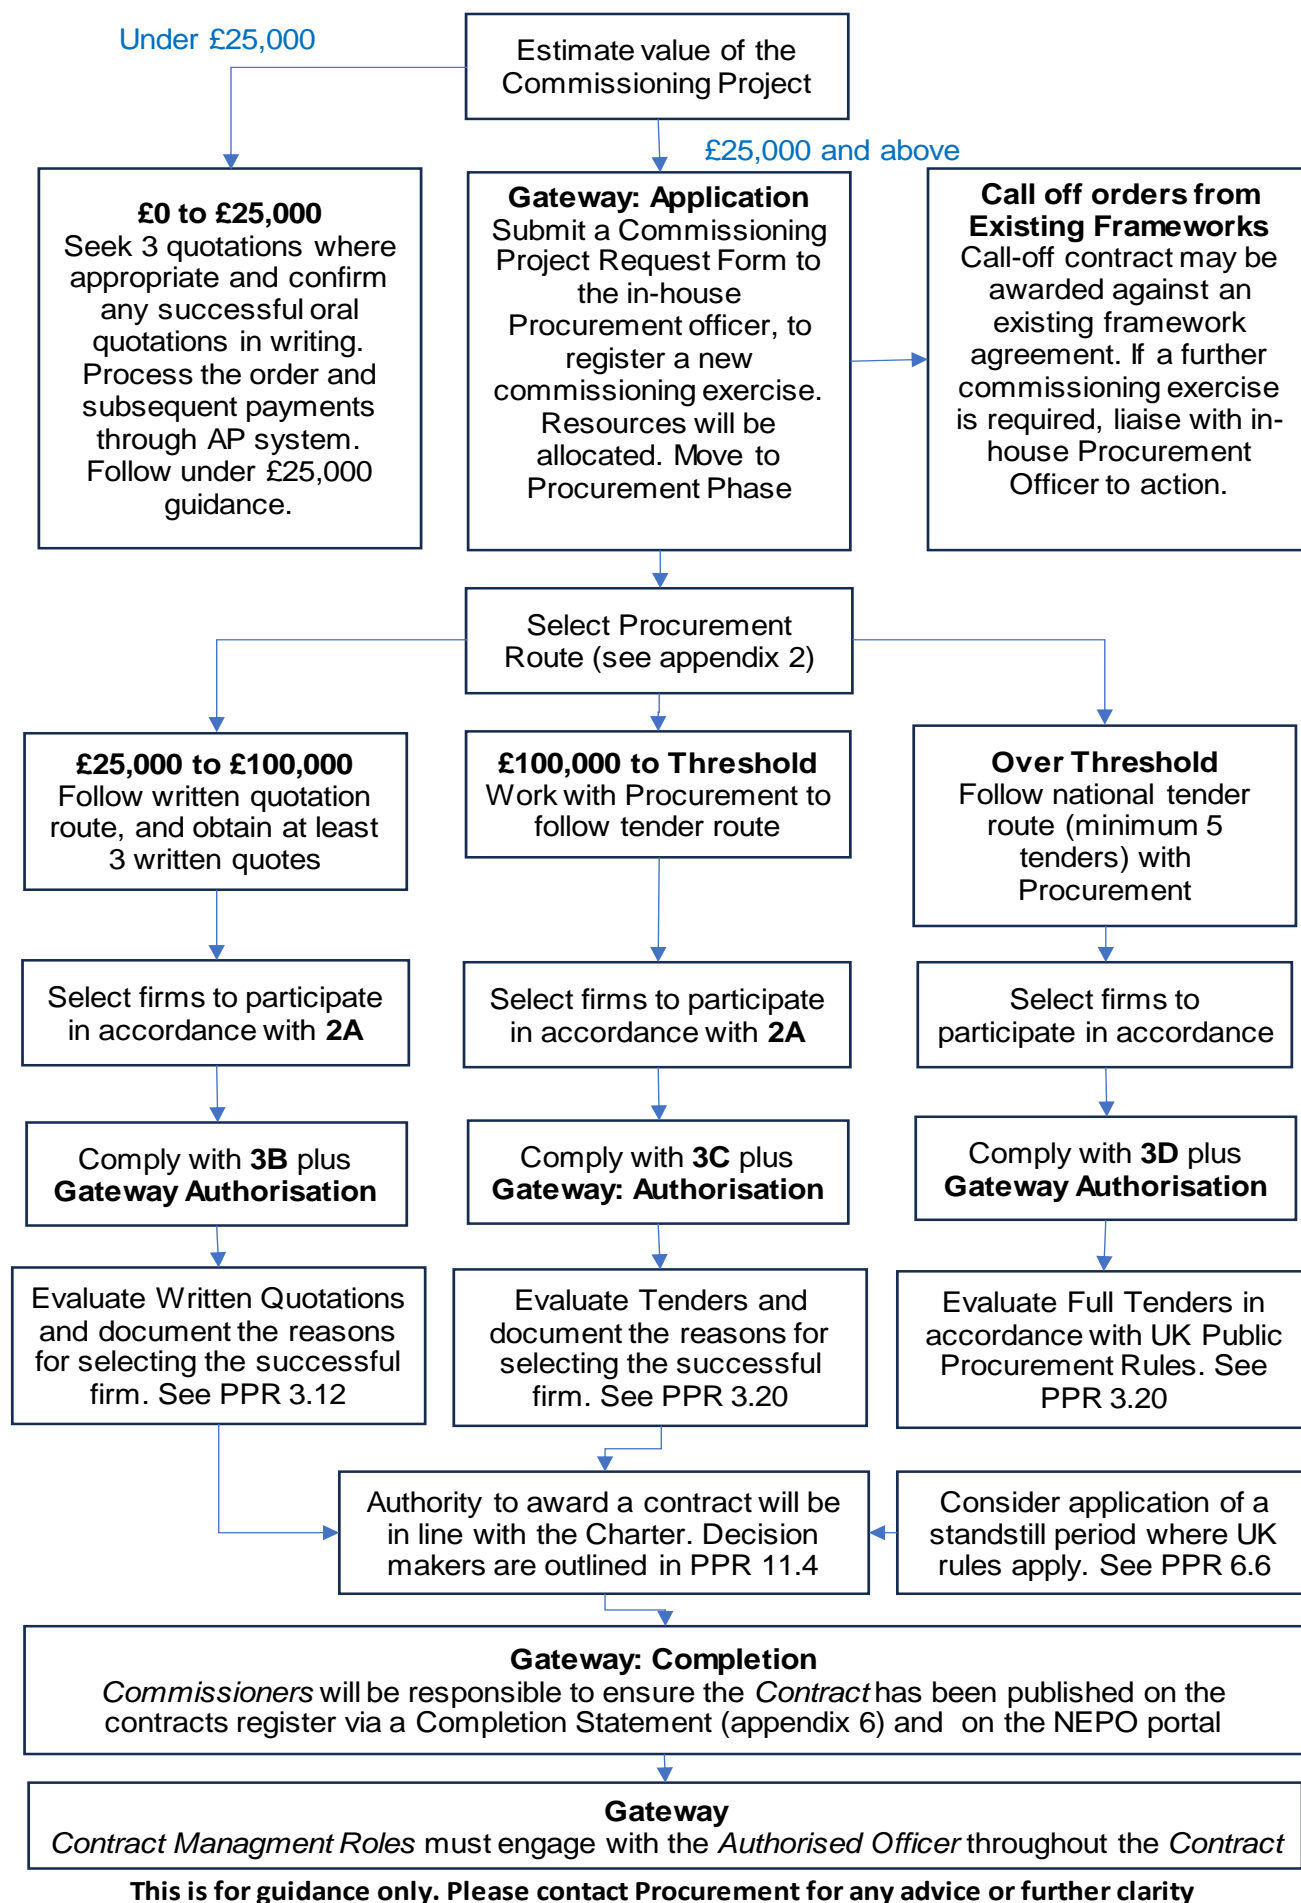 Under £25,000
Estimate value of the
Commissioning Project
£25,000 and above
£0 to £25,000
Seek 3 quotations where
appropriate and confirm
any successful oral
quotations in writing.
Process the order and
subsequent payments
through AP system.
Follow under £25,000
guidance.
Gateway: Application
Submit a Commissioning
Project Request Form to
the in-house
Procurement officer, to
register a new
commissioning exercise.
Resources will be
allocated. Move to
Procurement Phase
Call off orders from
Existing Frameworks
Call-off contract may be
awarded against an
existing framework
agreement. If a further
commissioning exercise
is required, liaise with in-
house Procurement
Officer to action.
Select Procurement
Route (see appendix 2)
£25,000 to £100,000
Follow written quotation
route, and obtain at least
3 written quotes
£100,000 to Threshold
Work with Procurement to
follow tender route
Over Threshold
Follow national tender
route (minimum 5
tenders) with
Procurement
Select firms to participate
in accordance with 2A
Select firms to participate
in accordance with 2A
Select firms to
participate in accordance
Comply with 3B plus
Gateway Authorisation
Comply with 3C plus
Gateway: Authorisation
Comply with 3D plus
Gateway Authorisation
Evaluate Written Quotations
and document the reasons
for selecting the successful
firm. See PPR 3.12
Evaluate Tenders and
document the reasons for
selecting the successful
firm. See PPR 3.20
Evaluate Full Tenders in
accordance with UK Public
Procurement Rules. See
PPR 3.20
Authority to award a contract will be
in line with the Charter. Decision
makers are outlined in PPR 11.4
Consider application of a
standstill period where UK
rules apply. See PPR 6.6
Gateway: Completion
Commissioners will be responsible to ensure the Contract has been published on the
contracts register via a Completion Statement (appendix 6) and on the NEPO portal
Gateway
Contract Managment Roles must engage with the Authorised Officer throughout the Contract
This is for guidance only. Please contact Procurement for any advice or further clarity